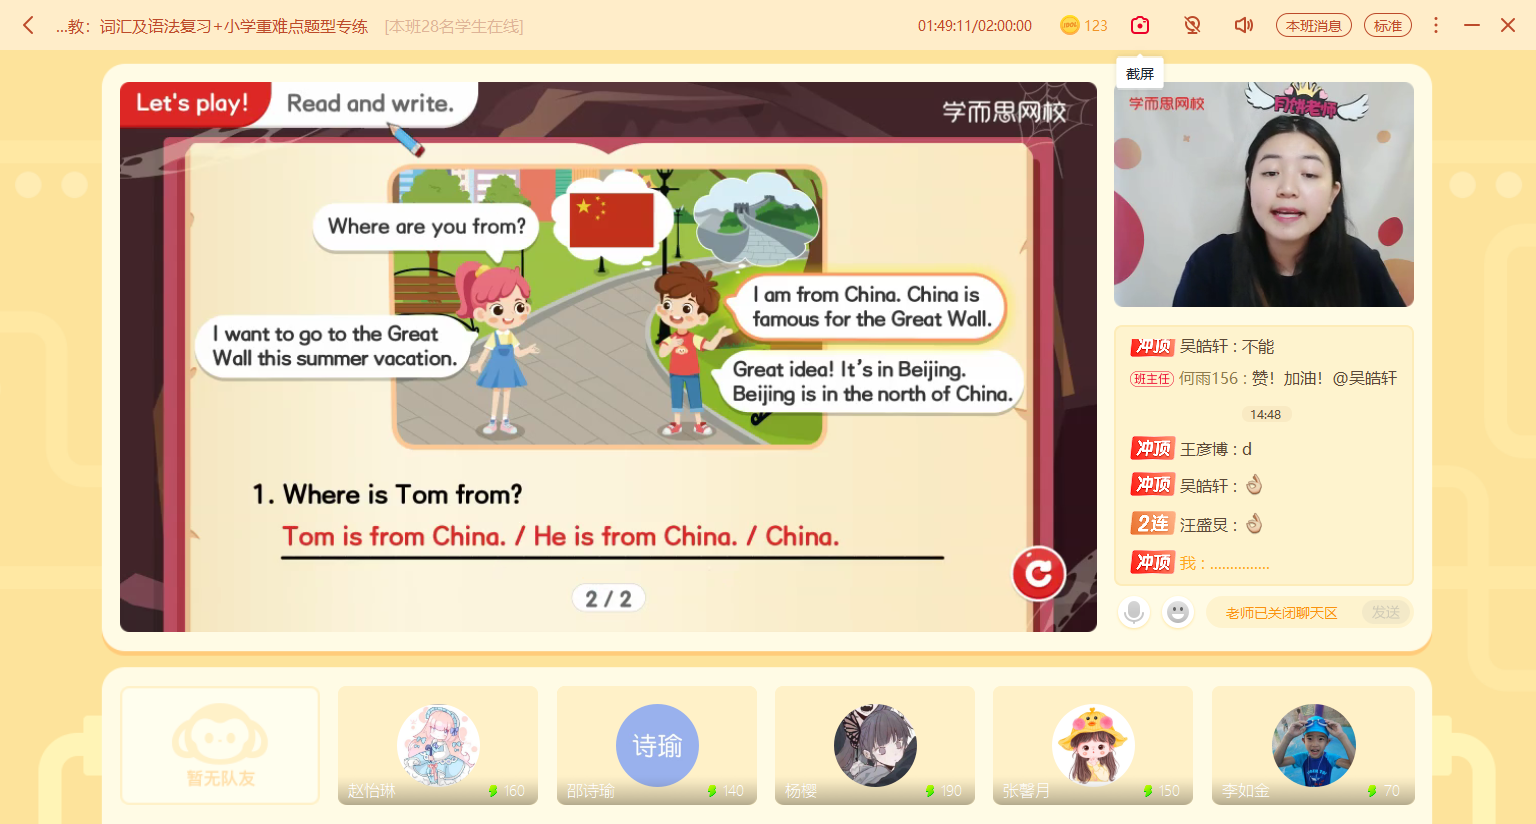 ...教：词汇及语法复习+小学重难点题型专练 [本班28名学生在线] 01:49:11/02:00:00 123 本班消息 标准
截屏
Let's play! Read and write.
学而思网校
Where are you from?
I am from China. China is
famous for the Great Wall.
I want to go to the Great
Wall this summer vacation.
Great idea! It's in Beijing.
Beijing is in the north of China.
1. Where is Tom from?
Tom is from China. / He is from China. / China.
2 / 2
学而思网校
月饼老师
冲顶 吴皓轩 : 不能
班主任 何雨156 : 赞！加油！@吴皓轩
14:48
冲顶 王彦博 : d
冲顶 吴皓轩 : 👌🏼
2连 汪盛炅 : 👌🏼
冲顶 我 : ...............
老师已关闭聊天区 发送
暂无队友
赵怡琳 160
诗瑜
邵诗瑜 140
杨樱 190
张馨月 150
李如金 70